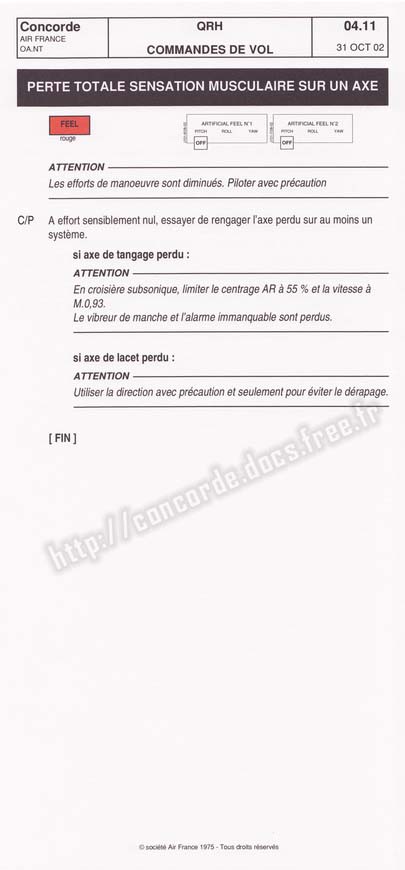 Concorde
AIR FRANCE
OA.NT
QRH
COMMANDES DE VOL
04.11
31 OCT 02
PERTE TOTALE SENSATION MUSCULAIRE SUR UN AXE
FEEL
rouge
ARTIFICIAL FEEL N°1
PITCH ROLL YAW
OFF
ARTIFICIAL FEEL N°2
PITCH ROLL YAW
OFF
ATTENTION
Les efforts de manoeuvre sont diminués. Piloter avec précaution
C/P A effort sensiblement nul, essayer de rengager l'axe perdu sur au moins un
système.
si axe de tangage perdu :
ATTENTION
En croisière subsonique, limiter le centrage AR à 55 % et la vitesse à
M.0,93.
Le vibreur de manche et l'alarme immanquable sont perdus.
si axe de lacet perdu :
ATTENTION
Utiliser la direction avec précaution et seulement pour éviter le dérapage.
[ FIN ]
http://concorde.docs.free.fr
© société Air France 1975 - Tous droits réservés